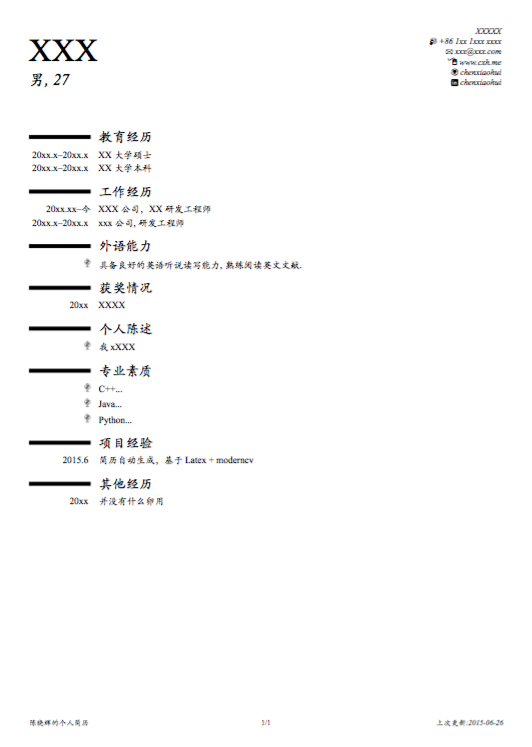 XXX
男, 27
XXXXX
+86 1xx 1xxx xxxx
xxx@xxx.com
www.cxh.me
chenxiaohui
chenxiaohui
教育经历
20xx.x–20xx.x XX 大学硕士
20xx.x–20xx.x XX 大学本科
工作经历
20xx.xx–今 XXX 公司，XX 研发工程师
20xx.x–20xx.x xxx 公司, 研发工程师
外语能力
具备良好的英语听说读写能力, 熟练阅读英文文献.
获奖情况
20xx XXXX
个人陈述
我 xXXX
专业素质
C++...
Java...
Python...
项目经验
2015.6 简历自动生成，基于 Latex + moderncv
其他经历
20xx 并没有什么卵用
陈晓辉的个人简历 1/1 上次更新:2015-06-26